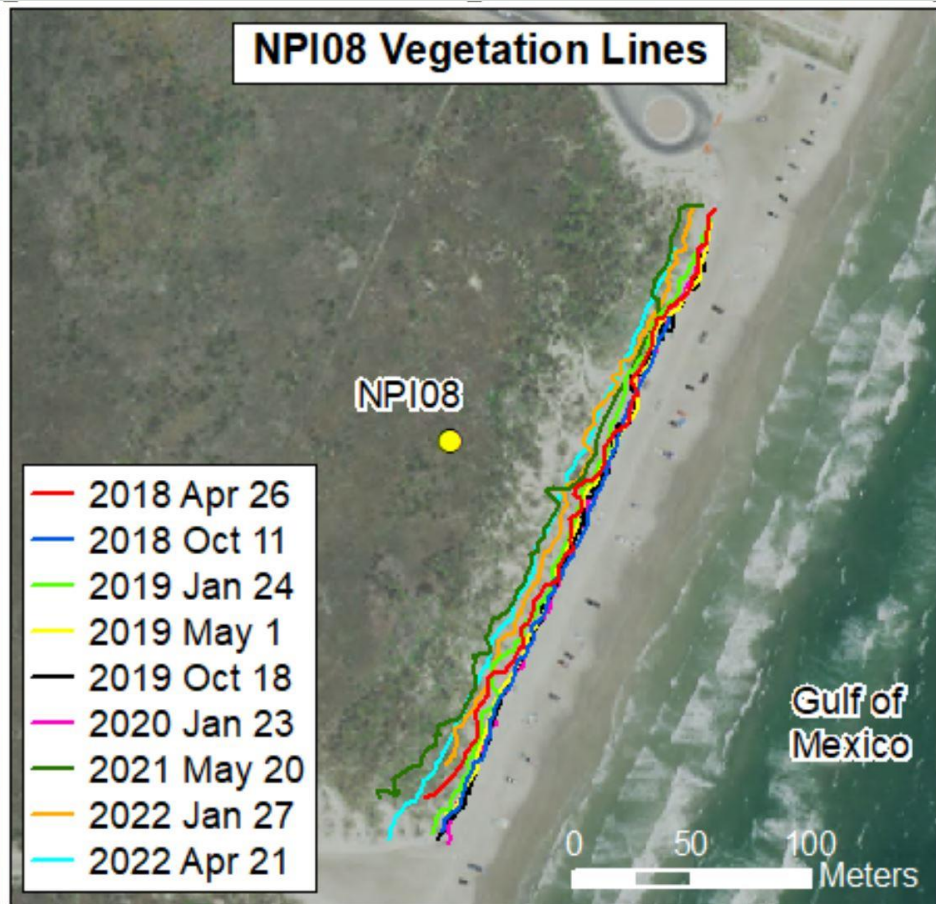 NPI08 Vegetation Lines
NPI08
2018 Apr 26
2018 Oct 11
2019 Jan 24
2019 May 1
2019 Oct 18
2020 Jan 23
2021 May 20
2022 Jan 27
2022 Apr 21
Gulf of
Mexico
0 50 100
Meters